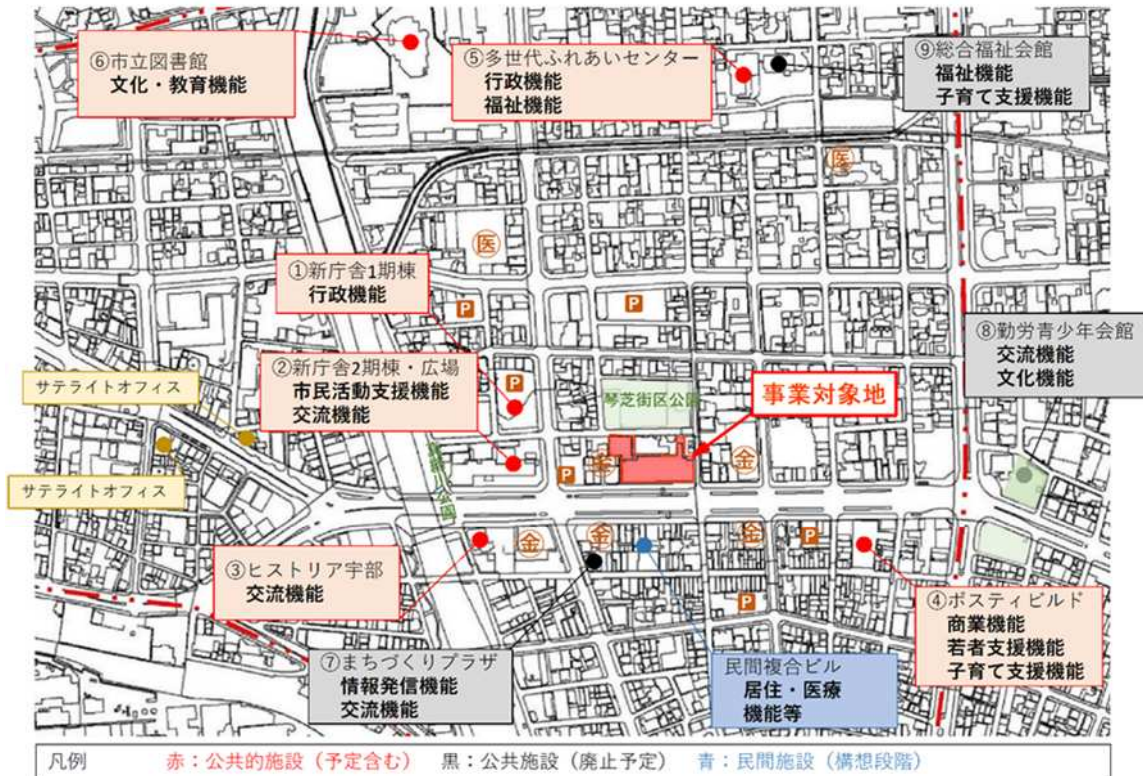 ⑥市立図書館
文化・教育機能
⑤多世代ふれあいセンター
行政機能
福祉機能
⑨総合福祉会館
福祉機能
子育て支援機能
医
医
①新庁舎1期棟
行政機能
P
P
⑧勤労青少年会館
交流機能
文化機能
②新庁舎2期棟・広場
市民活動支援機能
交流機能
P
琴芝街区公園
事業対象地
サテライトオフィス
サテライトオフィス
P
金
金
③ヒストリア宇部
交流機能
金
金
金
P
P
④ポスティビルド
商業機能
若者支援機能
子育て支援機能
⑦まちづくりプラザ
情報発信機能
交流機能
民間複合ビル
居住・医療
機能等
凡例 赤：公共的施設（予定含む） 黒：公共施設（廃止予定） 青：民間施設（構想段階）